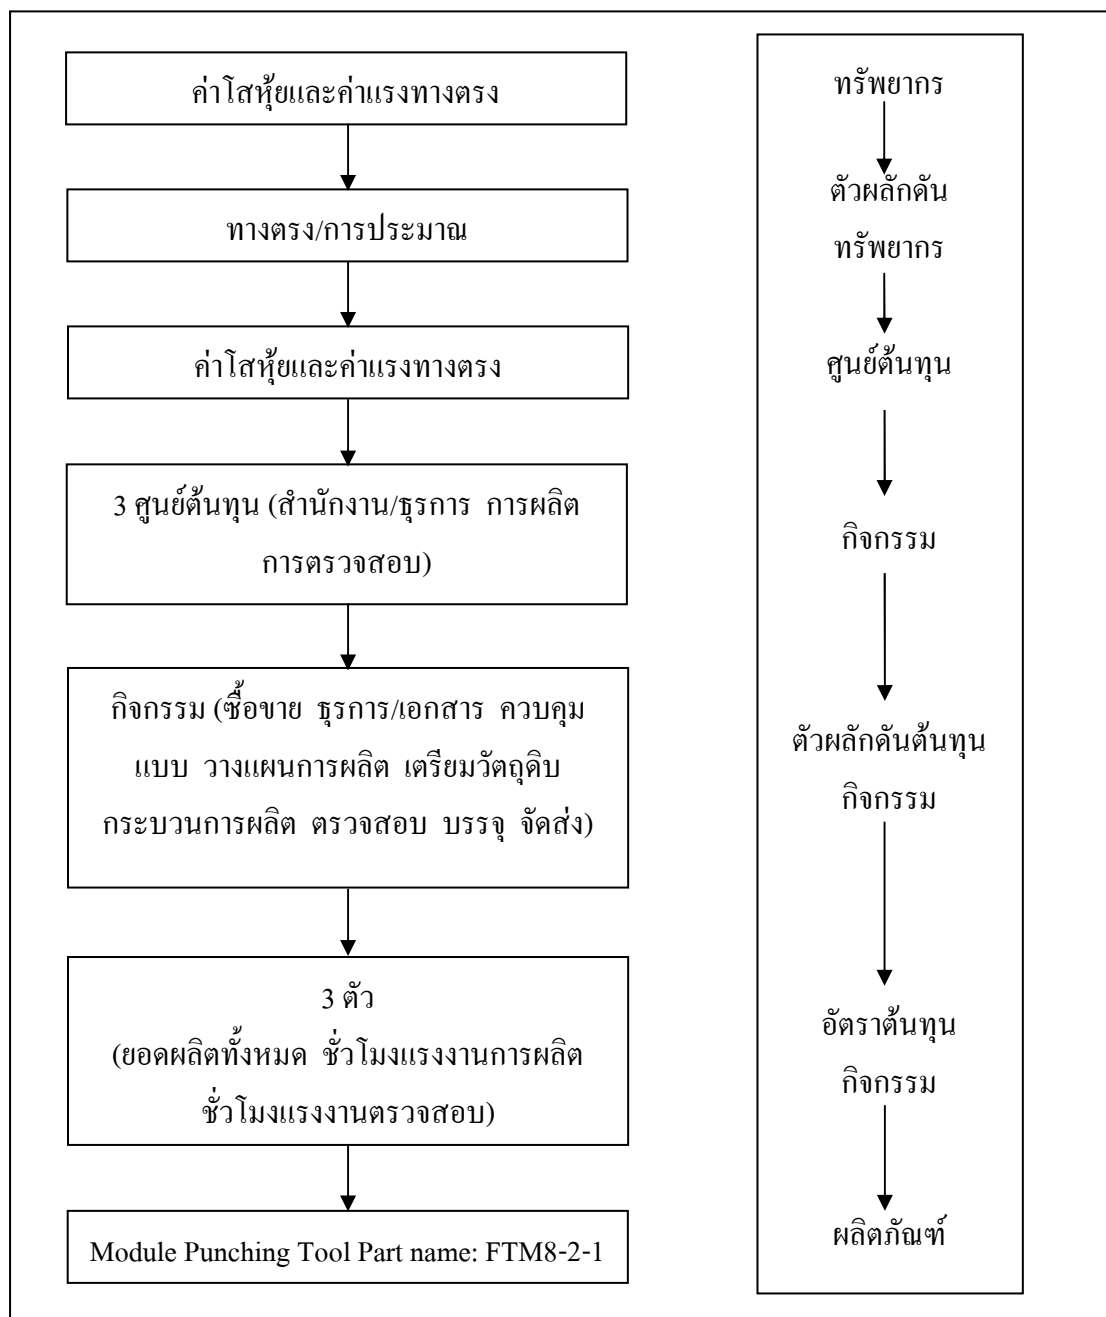 ค่าโสหุ้ยและค่าแรงทางตรง
ทางตรง/การประมาณ
ค่าโสหุ้ยและค่าแรงทางตรง
3 ศูนย์ต้นทุน (สำนักงาน/ธุรการ การผลิต
การตรวจสอบ)
กิจกรรม (ซื้อขาย ธุรการ/เอกสาร ควบคุม
แบบ วางแผนการผลิต เตรียมวัตถุดิบ
กระบวนการผลิต ตรวจสอบ บรรจุ จัดส่ง)
3 ตัว
(ยอดผลิตทั้งหมด ชั่วโมงแรงงานการผลิต
ชั่วโมงแรงงานตรวจสอบ)
Module Punching Tool Part name: FTM8-2-1
ทรัพยากร
ตัวผลักดัน
ทรัพยากร
ศูนย์ต้นทุน
กิจกรรม
ตัวผลักดันต้นทุน
กิจกรรม
อัตราต้นทุน
กิจกรรม
ผลิตภัณฑ์